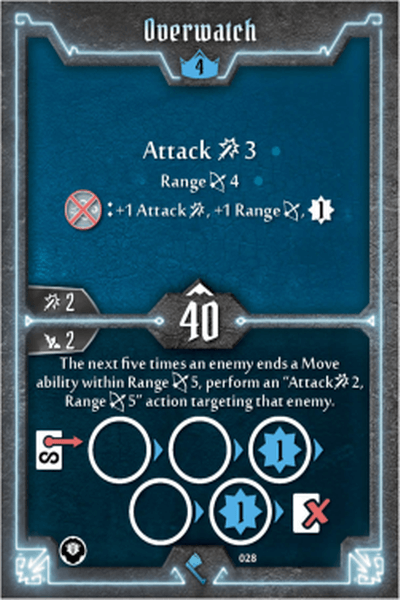 Overwatch
4
Attack 3
Range 4
: +1 Attack, +1 Range, 1
2
40
2
The next five times an enemy ends a Move
ability within Range 5, perform an "Attack 2,
Range 5" action targeting that enemy.
S 1
1
028